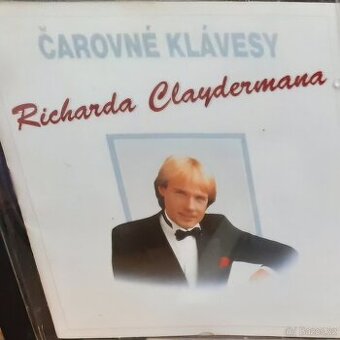 ČAROVNÉ KLÁVESY
Richarda Claydermana